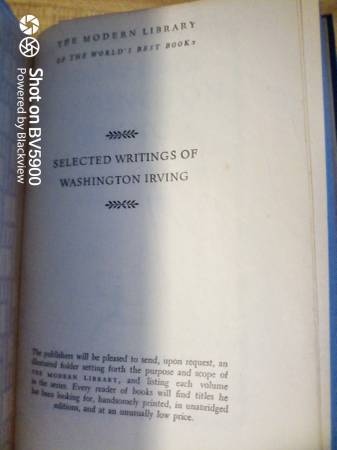 THE MODERN LIBRARY
OF THE WORLD'S BEST BOOKS
SELECTED WRITINGS OF
WASHINGTON IRVING
The publishers will be pleased to send, upon request, an
illustrated folder setting forth the purpose and scope of
THE MODERN LIBRARY, and listing each volume
in the series. Every reader of books will find titles he
has been looking for, handsomely printed, in unabridged
editions, and at an unusually low price.
Shot on BV5900
Powered by Blackview